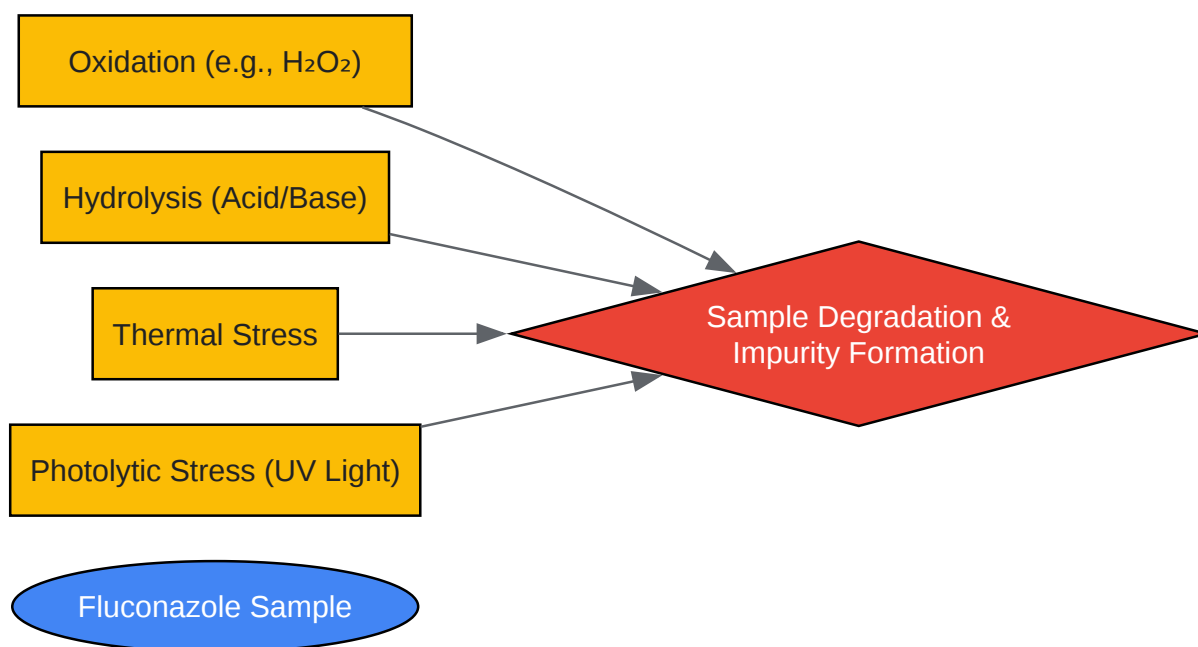 Oxidation (e.g., H₂O₂)
Hydrolysis (Acid/Base)
Thermal Stress
Sample Degradation &
Impurity Formation
Photolytic Stress (UV Light)
Fluconazole Sample